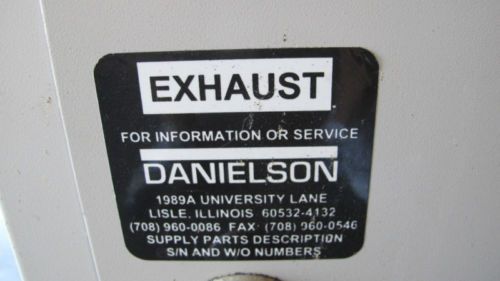 EXHAUST
FOR INFORMATION OR SERVICE
DANIELSON
1989A UNIVERSITY LANE
LISLE, ILLINOIS 60532-4132
(708) 960-0086 FAX (708) 960-0546
SUPPLY PARTS DESCRIPTION
S/N AND W/O NUMBERS